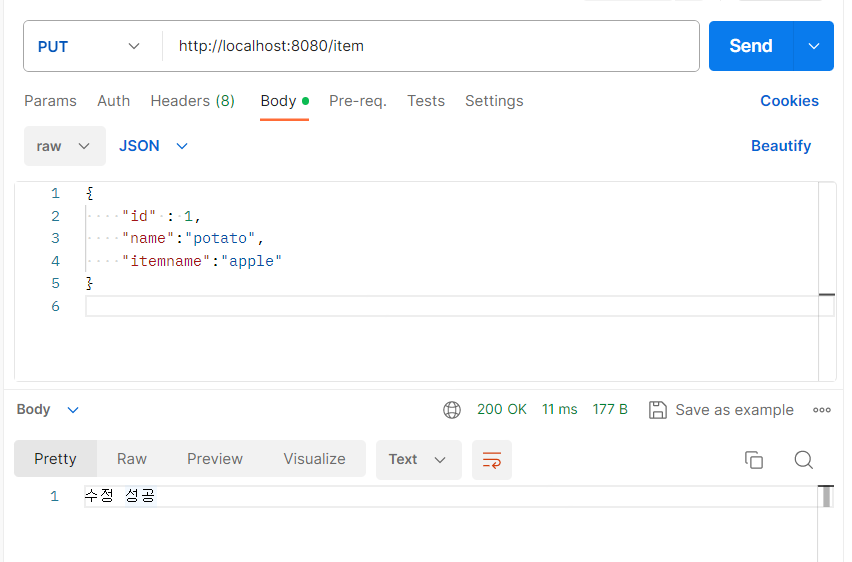 PUT http://localhost:8080/item Send
Params Auth Headers (8) Body Pre-req. Tests Settings Cookies
raw JSON Beautify
1 {
2 "id" : 1,
3 "name":"potato",
4 "itemname":"apple"
5 }
6
Body 200 OK 11 ms 177 B Save as example
Pretty Raw Preview Visualize Text
1 수정 성공